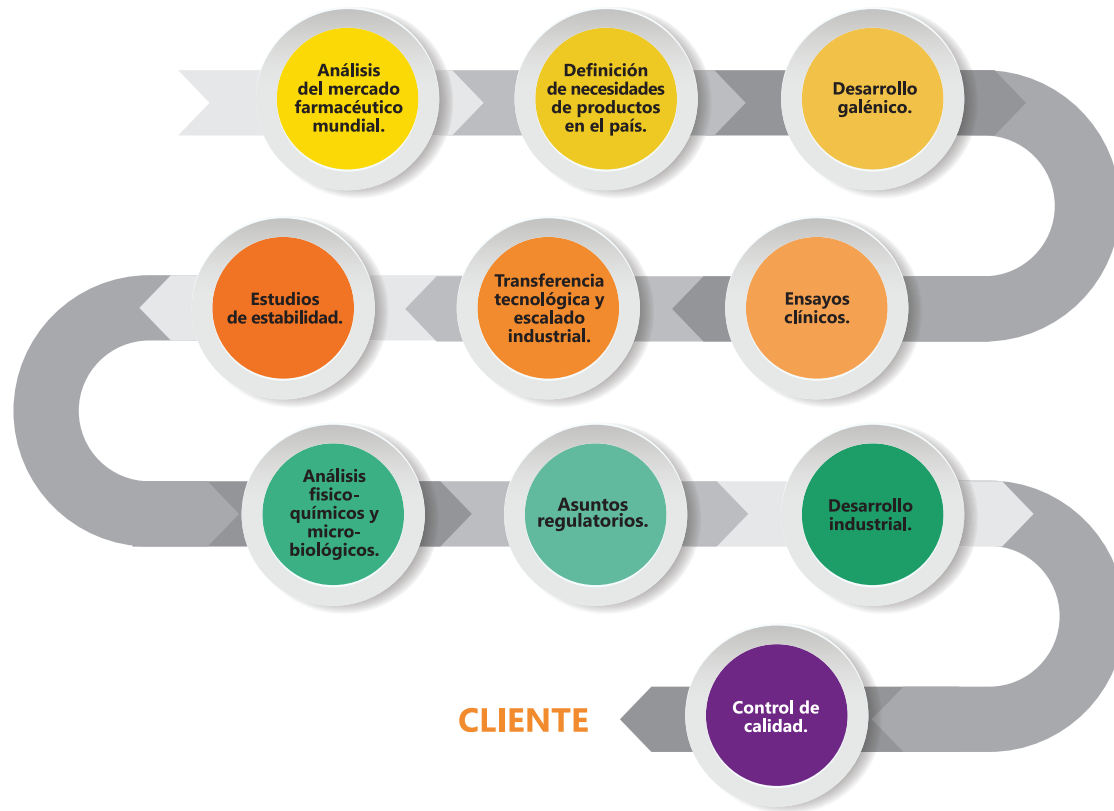 Análisis
del mercado
farmacéutico
mundial.
Definición
de necesidades
de productos
en el país.
Desarrollo
galénico.
Ensayos
clínicos.
Transferencia
tecnológica y
escalado
industrial.
Estudios
de estabilidad.
Análisis
fisico-
químicos y
micro-
biológicos.
Asuntos
regulatorios.
Desarrollo
industrial.
Control de
calidad.
CLIENTE